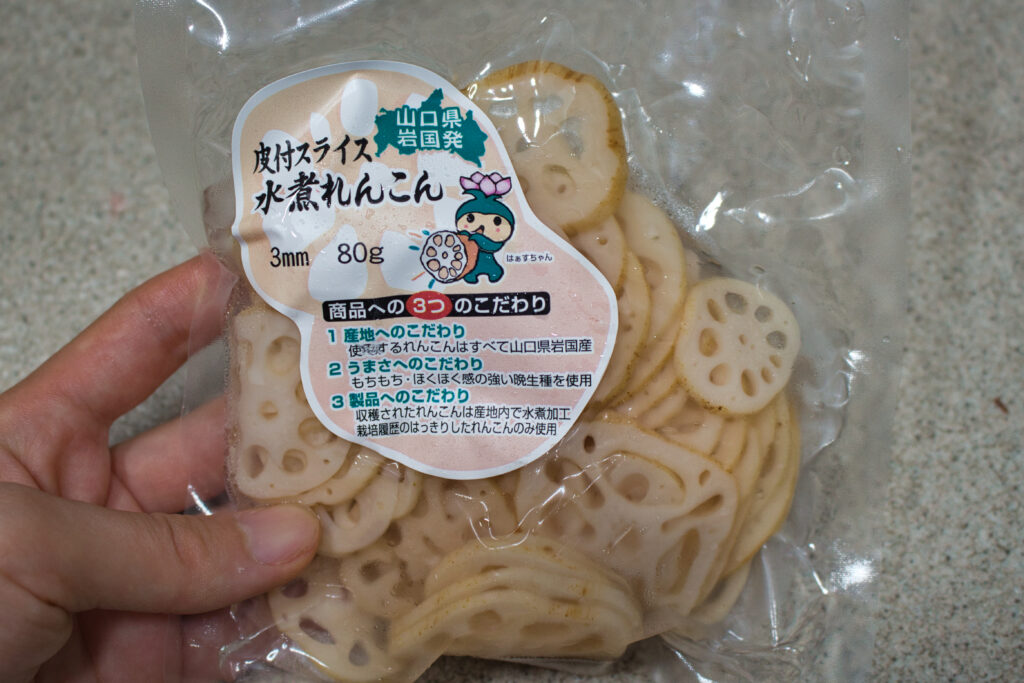 山口県
岩国発
皮付スライス
水煮れんこん
3mm 80g
はぁすちゃん
商品への3つのこだわり
1 産地へのこだわり
使用するれんこんはすべて山口県岩国産
2 うまさへのこだわり
もちもち・ほくほく感の強い晩生種を使用
3 製品へのこだわり
収穫されたれんこんは産地内で水煮加工
栽培履歴のはっきりしたれんこんのみ使用